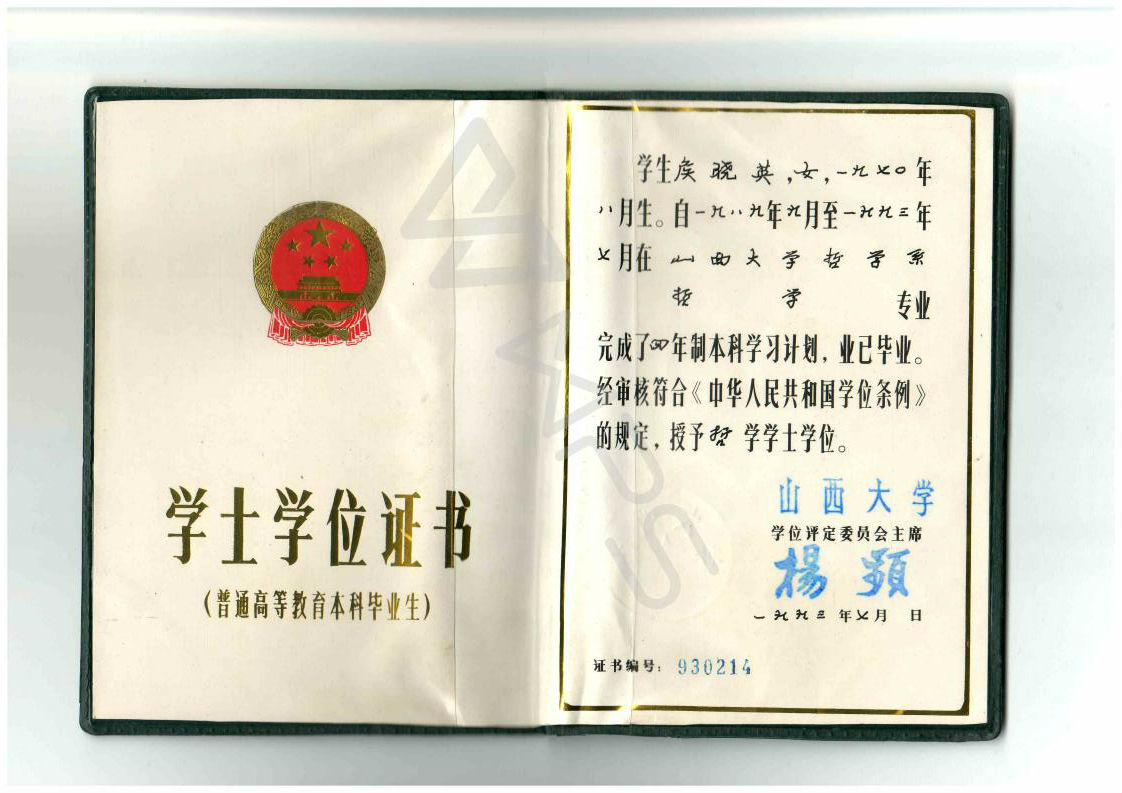 学士学位证书
（普通高等教育本科毕业生）
学生侯晓英，女，一九七〇年
八月生。自一九八九年九月至一九九三年
七月在 山西大学哲学系
哲学 专业
完成了四年制本科学习计划，业已毕业。
经审核符合《中华人民共和国学位条例》
的规定，授予哲学学士学位。
山西大学
学位评定委员会主席
楊顕
一九九三年七月 日
证书编号：930214
WPS